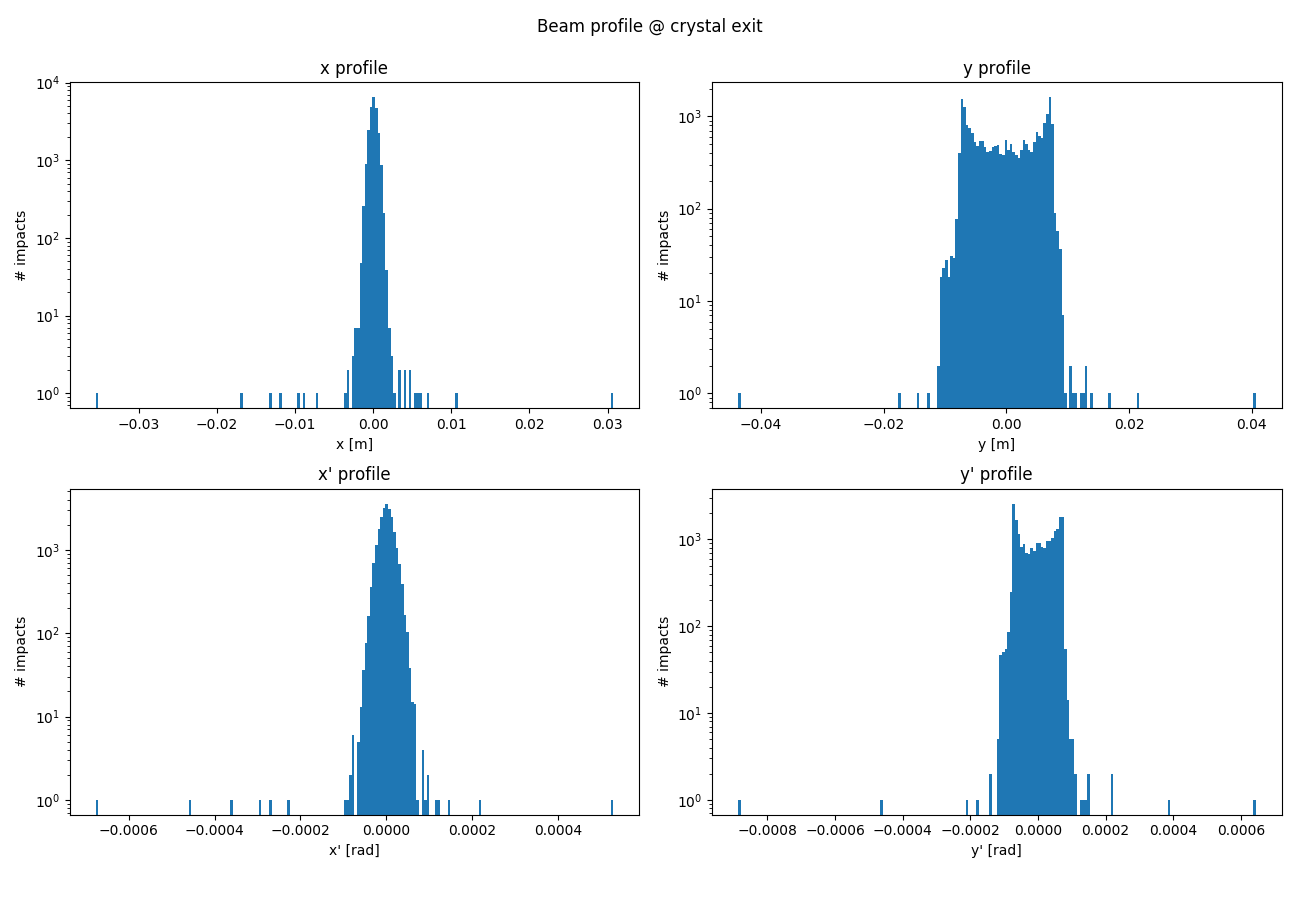 Beam profile @ crystal exit
x profile
# impacts
10⁴
10³
10²
10¹
10⁰
−0.03 −0.02 −0.01 0.00 0.01 0.02 0.03
x [m]
y profile
# impacts
10³
10²
10¹
10⁰
−0.04 −0.02 0.00 0.02 0.04
y [m]
x' profile
# impacts
10³
10²
10¹
10⁰
−0.0006 −0.0004 −0.0002 0.0000 0.0002 0.0004
x' [rad]
y' profile
# impacts
10³
10²
10¹
10⁰
−0.0008 −0.0006 −0.0004 −0.0002 0.0000 0.0002 0.0004 0.0006
y' [rad]